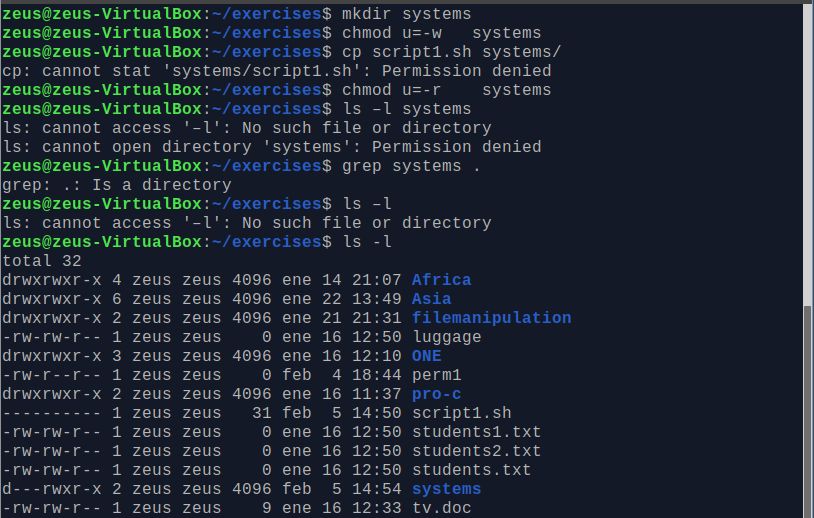 zeus@zeus-VirtualBox:~/exercises$ mkdir systems
zeus@zeus-VirtualBox:~/exercises$ chmod u=-w   systems
zeus@zeus-VirtualBox:~/exercises$ cp script1.sh systems/
cp: cannot stat 'systems/script1.sh': Permission denied
zeus@zeus-VirtualBox:~/exercises$ chmod u=-r    systems
zeus@zeus-VirtualBox:~/exercises$ ls –l systems
ls: cannot access '–l': No such file or directory
ls: cannot open directory 'systems': Permission denied
zeus@zeus-VirtualBox:~/exercises$ grep systems .
grep: .: Is a directory
zeus@zeus-VirtualBox:~/exercises$ ls –l
ls: cannot access '–l': No such file or directory
zeus@zeus-VirtualBox:~/exercises$ ls -l
total 32
drwxrwxr-x 4 zeus zeus 4096 ene 14 21:07 Africa
drwxrwxr-x 6 zeus zeus 4096 ene 22 13:49 Asia
drwxrwxr-x 2 zeus zeus 4096 ene 21 21:31 filemanipulation
-rw-rw-r-- 1 zeus zeus    0 ene 16 12:50 luggage
drwxrwxr-x 3 zeus zeus 4096 ene 16 12:10 ONE
-rw-r--r-- 1 zeus zeus    0 feb  4 18:44 perm1
drwxrwxr-x 2 zeus zeus 4096 ene 16 11:37 pro-c
---------- 1 zeus zeus   31 feb  5 14:50 script1.sh
-rw-rw-r-- 1 zeus zeus    0 ene 16 12:50 students1.txt
-rw-rw-r-- 1 zeus zeus    0 ene 16 12:50 students2.txt
-rw-rw-r-- 1 zeus zeus    0 ene 16 12:50 students.txt
d---rwxr-x 2 zeus zeus 4096 feb  5 14:54 systems
-rw-rw-r-- 1 zeus zeus    9 ene 16 12:33 tv.doc